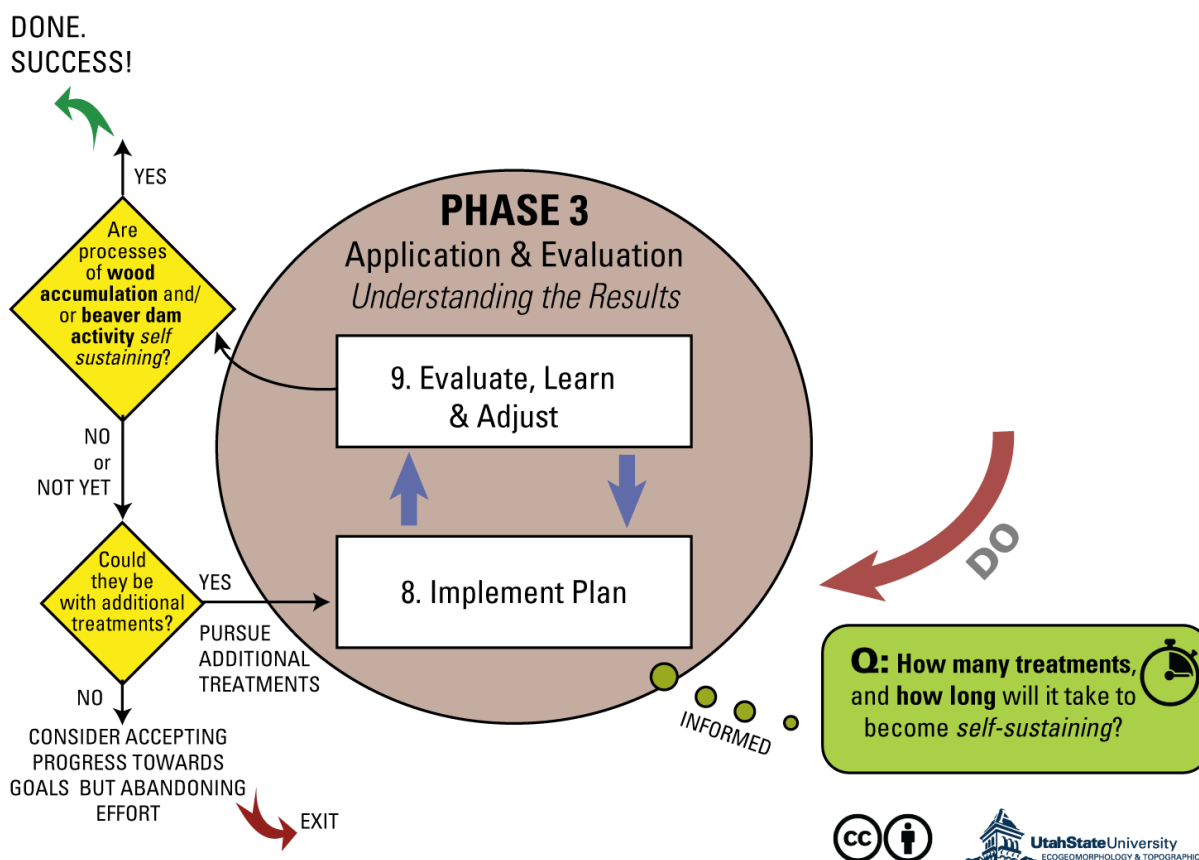 DONE.
SUCCESS!
YES
Are
processes
of wood
accumulation and/
or beaver dam
activity self
sustaining?
NO
or
NOT YET
Could
they be
with additional
treatments?
YES
PURSUE
ADDITIONAL
TREATMENTS
NO
CONSIDER ACCEPTING
PROGRESS TOWARDS
GOALS BUT ABANDONING
EFFORT
EXIT
PHASE 3
Application & Evaluation
Understanding the Results
9. Evaluate, Learn
& Adjust
8. Implement Plan
DO
INFORMED
Q: How many treatments,
and how long will it take to
become self-sustaining?
cc
UtahStateUniversity
ECOGEOMORPHOLOGY & TOPOGRAPHIC